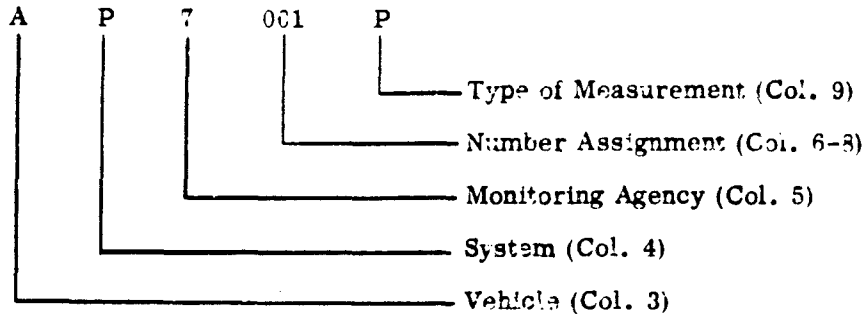 A P 7 001 P
Type of Measurement (Col. 9)
Number Assignment (Col. 6-8)
Monitoring Agency (Col. 5)
System (Col. 4)
Vehicle (Col. 3)